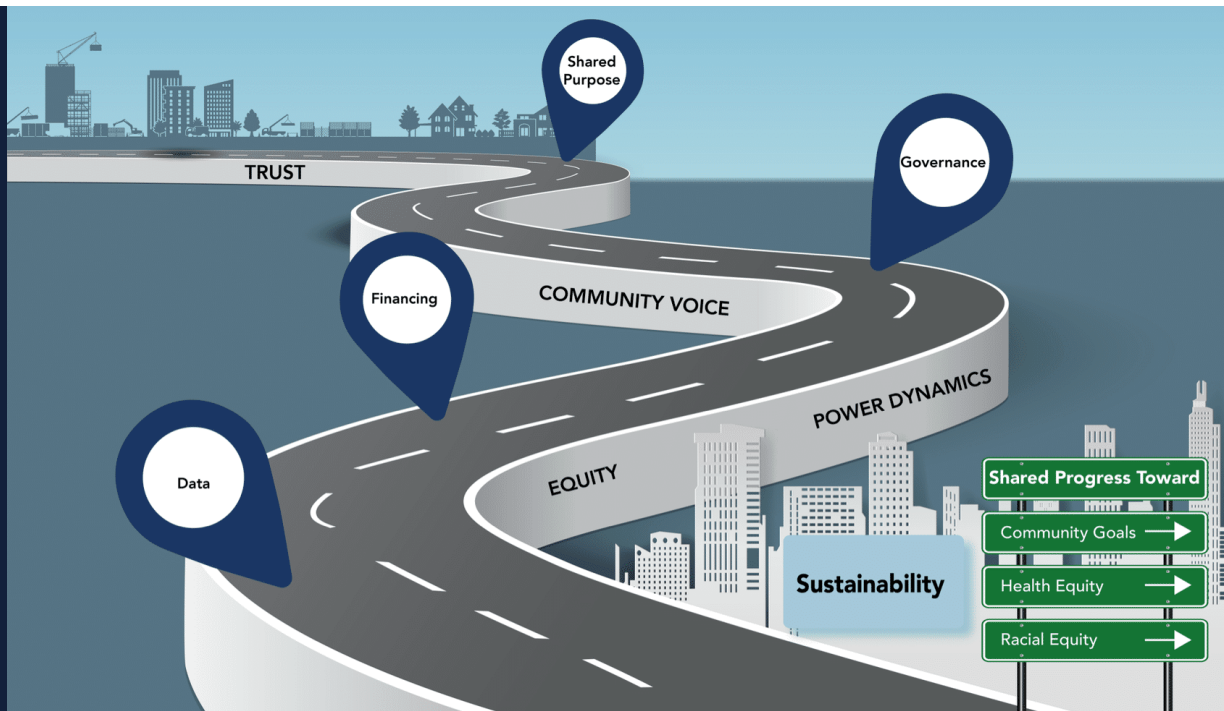 Shared
Purpose
Governance
TRUST
Financing
COMMUNITY VOICE
POWER DYNAMICS
EQUITY
Data
Sustainability
Shared Progress Toward
Community Goals
Health Equity
Racial Equity